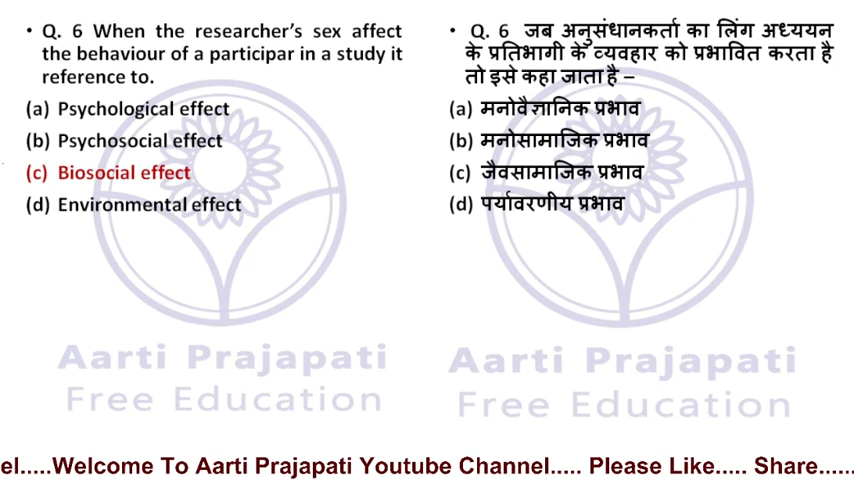 • Q. 6 When the researcher's sex affect
the behaviour of a participar in a study it
reference to.
(a) Psychological effect
(b) Psychosocial effect
(c) Biosocial effect
(d) Environmental effect
• Q. 6 जब अनुसंधानकर्ता का लिंग अध्ययन
के प्रतिभागी के व्यवहार को प्रभावित करता है
तो इसे कहा जाता है –
(a) मनोवैज्ञानिक प्रभाव
(b) मनोसामाजिक प्रभाव
(c) जैवसामाजिक प्रभाव
(d) पर्यावरणीय प्रभाव
Aarti Prajapati
Free Education
Aarti Prajapati
Free Education
el.....Welcome To Aarti Prajapati Youtube Channel..... Please Like..... Share......